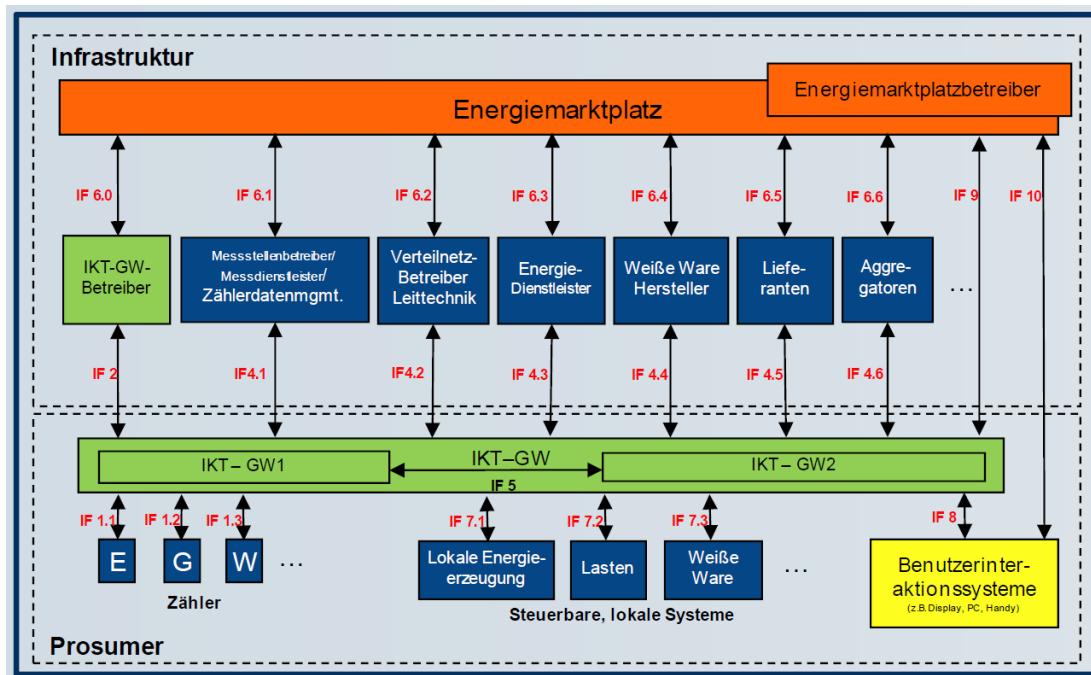 Infrastruktur
Energiemarktplatzbetreiber
Energiemarktplatz
IF 6.0
IF 6.1
IF 6.2
IF 6.3
IF 6.4
IF 6.5
IF 6.6
IF 9
IF 10
IKT-GW-
Betreiber
Messstellenbetreiber/
Messdienstleister/
Zählerdatenmgmt.
Verteilnetz-
Betreiber
Leittechnik
Energie-
Dienstleister
Weiße Ware
Hersteller
Liefe-
ranten
Aggre-
gatoren
...
IF 2
IF4.1
IF4.2
IF 4.3
IF 4.4
IF 4.5
IF 4.6
IKT – GW1
IKT–GW
IF 5
IKT – GW2
IF 1.1
IF 1.2
IF 1.3
IF 7.1
IF 7.2
IF 7.3
IF 8
E
G
W
...
Zähler
Lokale Energie-
erzeugung
Lasten
Weiße
Ware
...
Steuerbare, lokale Systeme
Benutzerinter-
aktionssysteme
(z.B. Display, PC, Handy)
Prosumer